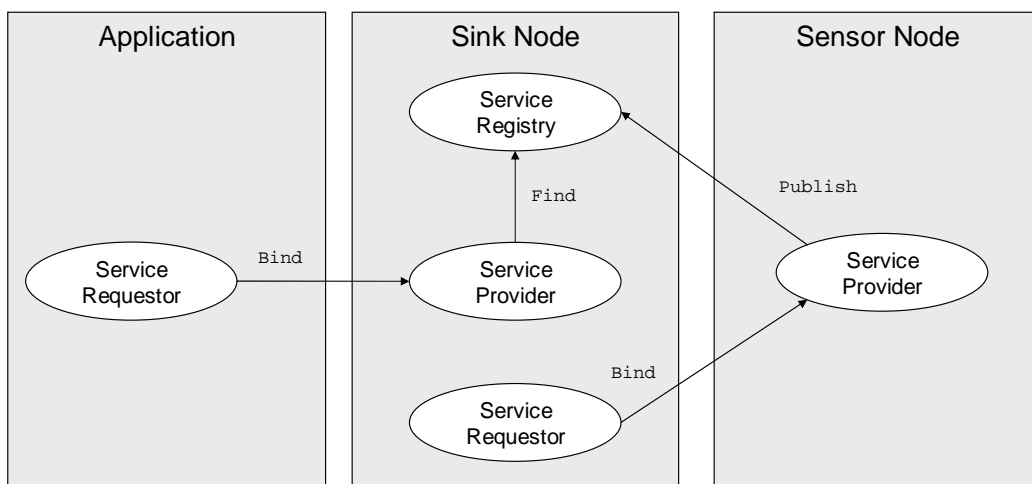 Application
Sink Node
Sensor Node
Service
Registry
Publish
Find
Bind
Service
Requestor
Service
Provider
Service
Provider
Bind
Service
Requestor